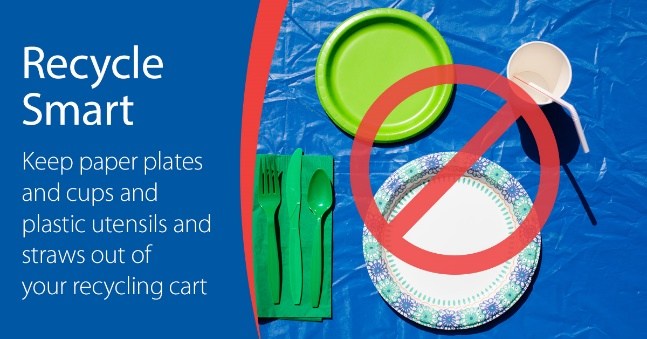 Recycle
Smart
Keep paper plates
and cups and
plastic utensils and
straws out of
your recycling cart